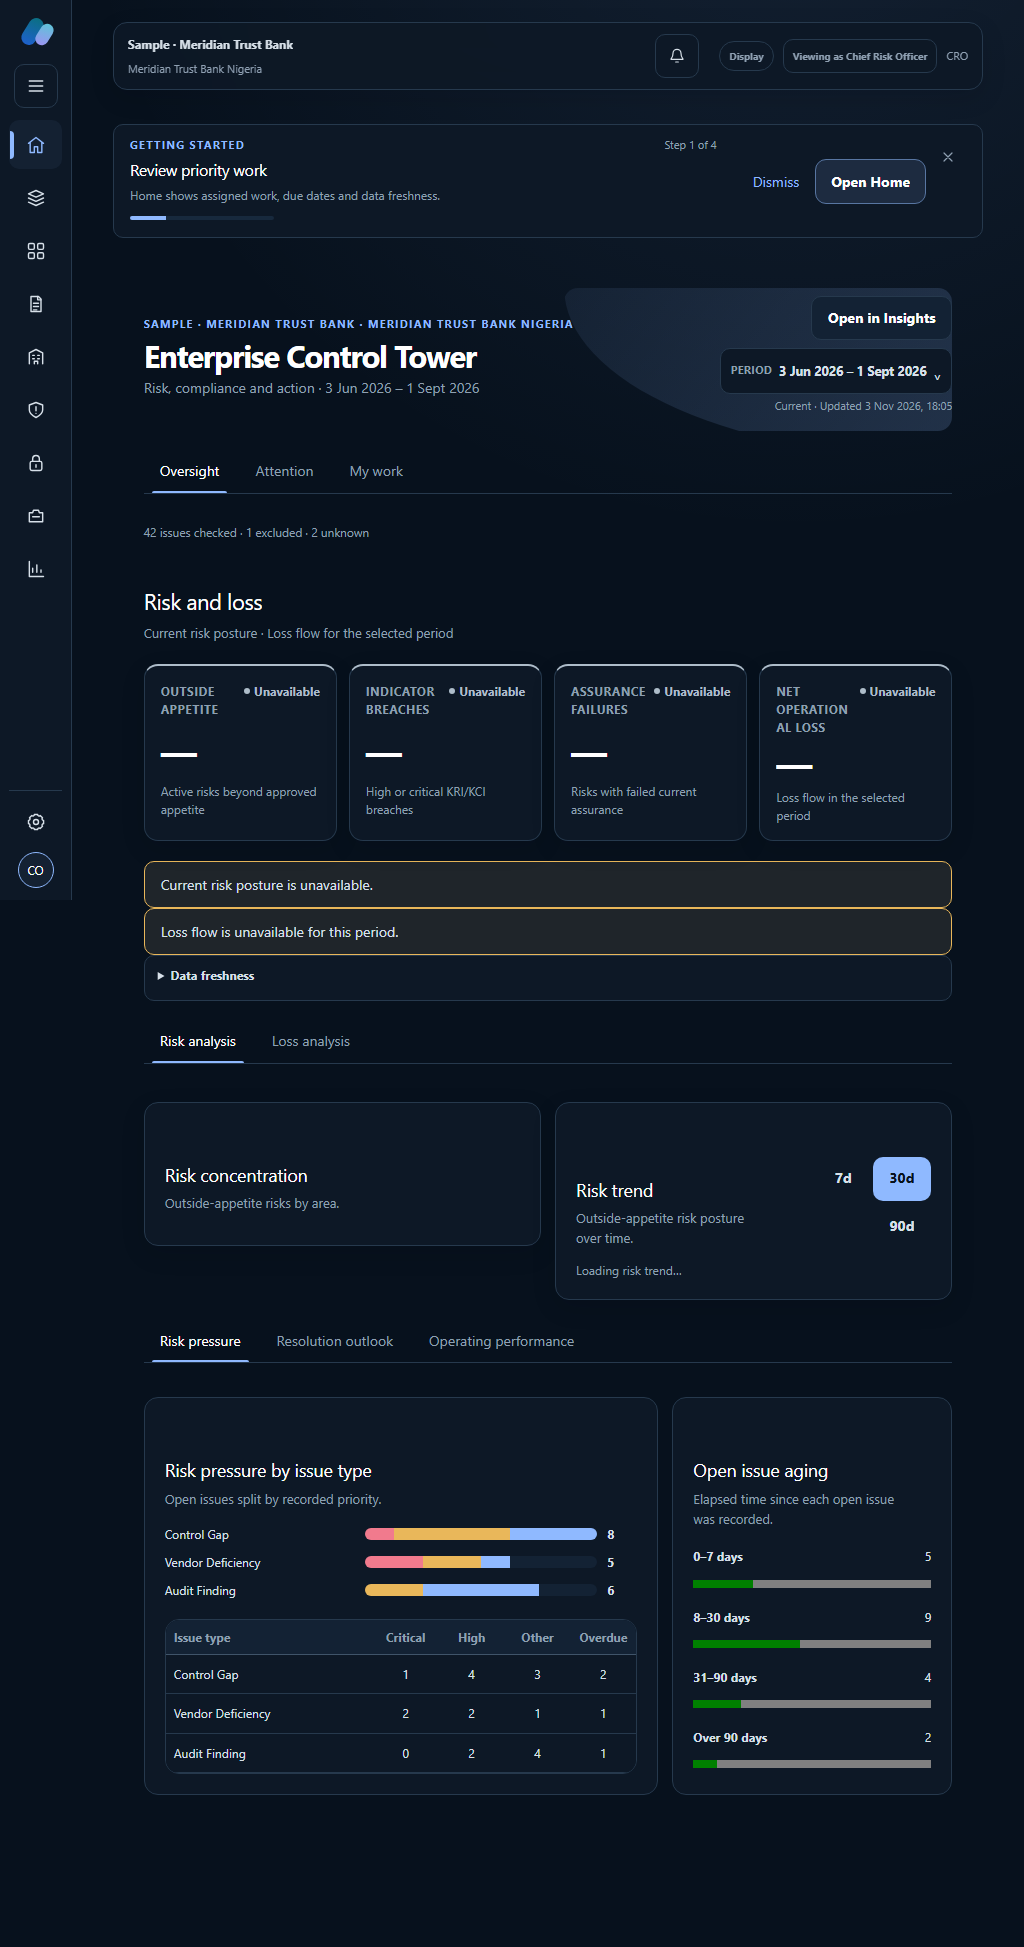 Sample · Meridian Trust Bank
Meridian Trust Bank Nigeria
Display
Viewing as Chief Risk Officer
CRO
GETTING STARTED
Step 1 of 4
Review priority work
Home shows assigned work, due dates and data freshness.
Dismiss
Open Home
SAMPLE · MERIDIAN TRUST BANK · MERIDIAN TRUST BANK NIGERIA
Enterprise Control Tower
Risk, compliance and action · 3 Jun 2026 – 1 Sept 2026
Open in Insights
PERIOD 3 Jun 2026 – 1 Sept 2026
Current · Updated 3 Nov 2026, 18:05
Oversight
Attention
My work
42 issues checked · 1 excluded · 2 unknown
Risk and loss
Current risk posture · Loss flow for the selected period
OUTSIDE
APPETITE
Unavailable
—
Active risks beyond approved
appetite
INDICATOR
BREACHES
Unavailable
—
High or critical KRI/KCI
breaches
ASSURANCE
FAILURES
Unavailable
—
Risks with failed current
assurance
NET
OPERATION
AL LOSS
Unavailable
—
Loss flow in the selected
period
Current risk posture is unavailable.
Loss flow is unavailable for this period.
Data freshness
Risk analysis
Loss analysis
Risk concentration
Outside-appetite risks by area.
Risk trend
Outside-appetite risk posture
over time.
7d
30d
90d
Loading risk trend...
Risk pressure
Resolution outlook
Operating performance
Risk pressure by issue type
Open issues split by recorded priority.
Control Gap 8
Vendor Deficiency 5
Audit Finding 6
Issue type Critical High Other Overdue
Control Gap 1 4 3 2
Vendor Deficiency 2 2 1 1
Audit Finding 0 2 4 1
Open issue aging
Elapsed time since each open issue
was recorded.
0–7 days 5
8–30 days 9
31–90 days 4
Over 90 days 2
CO